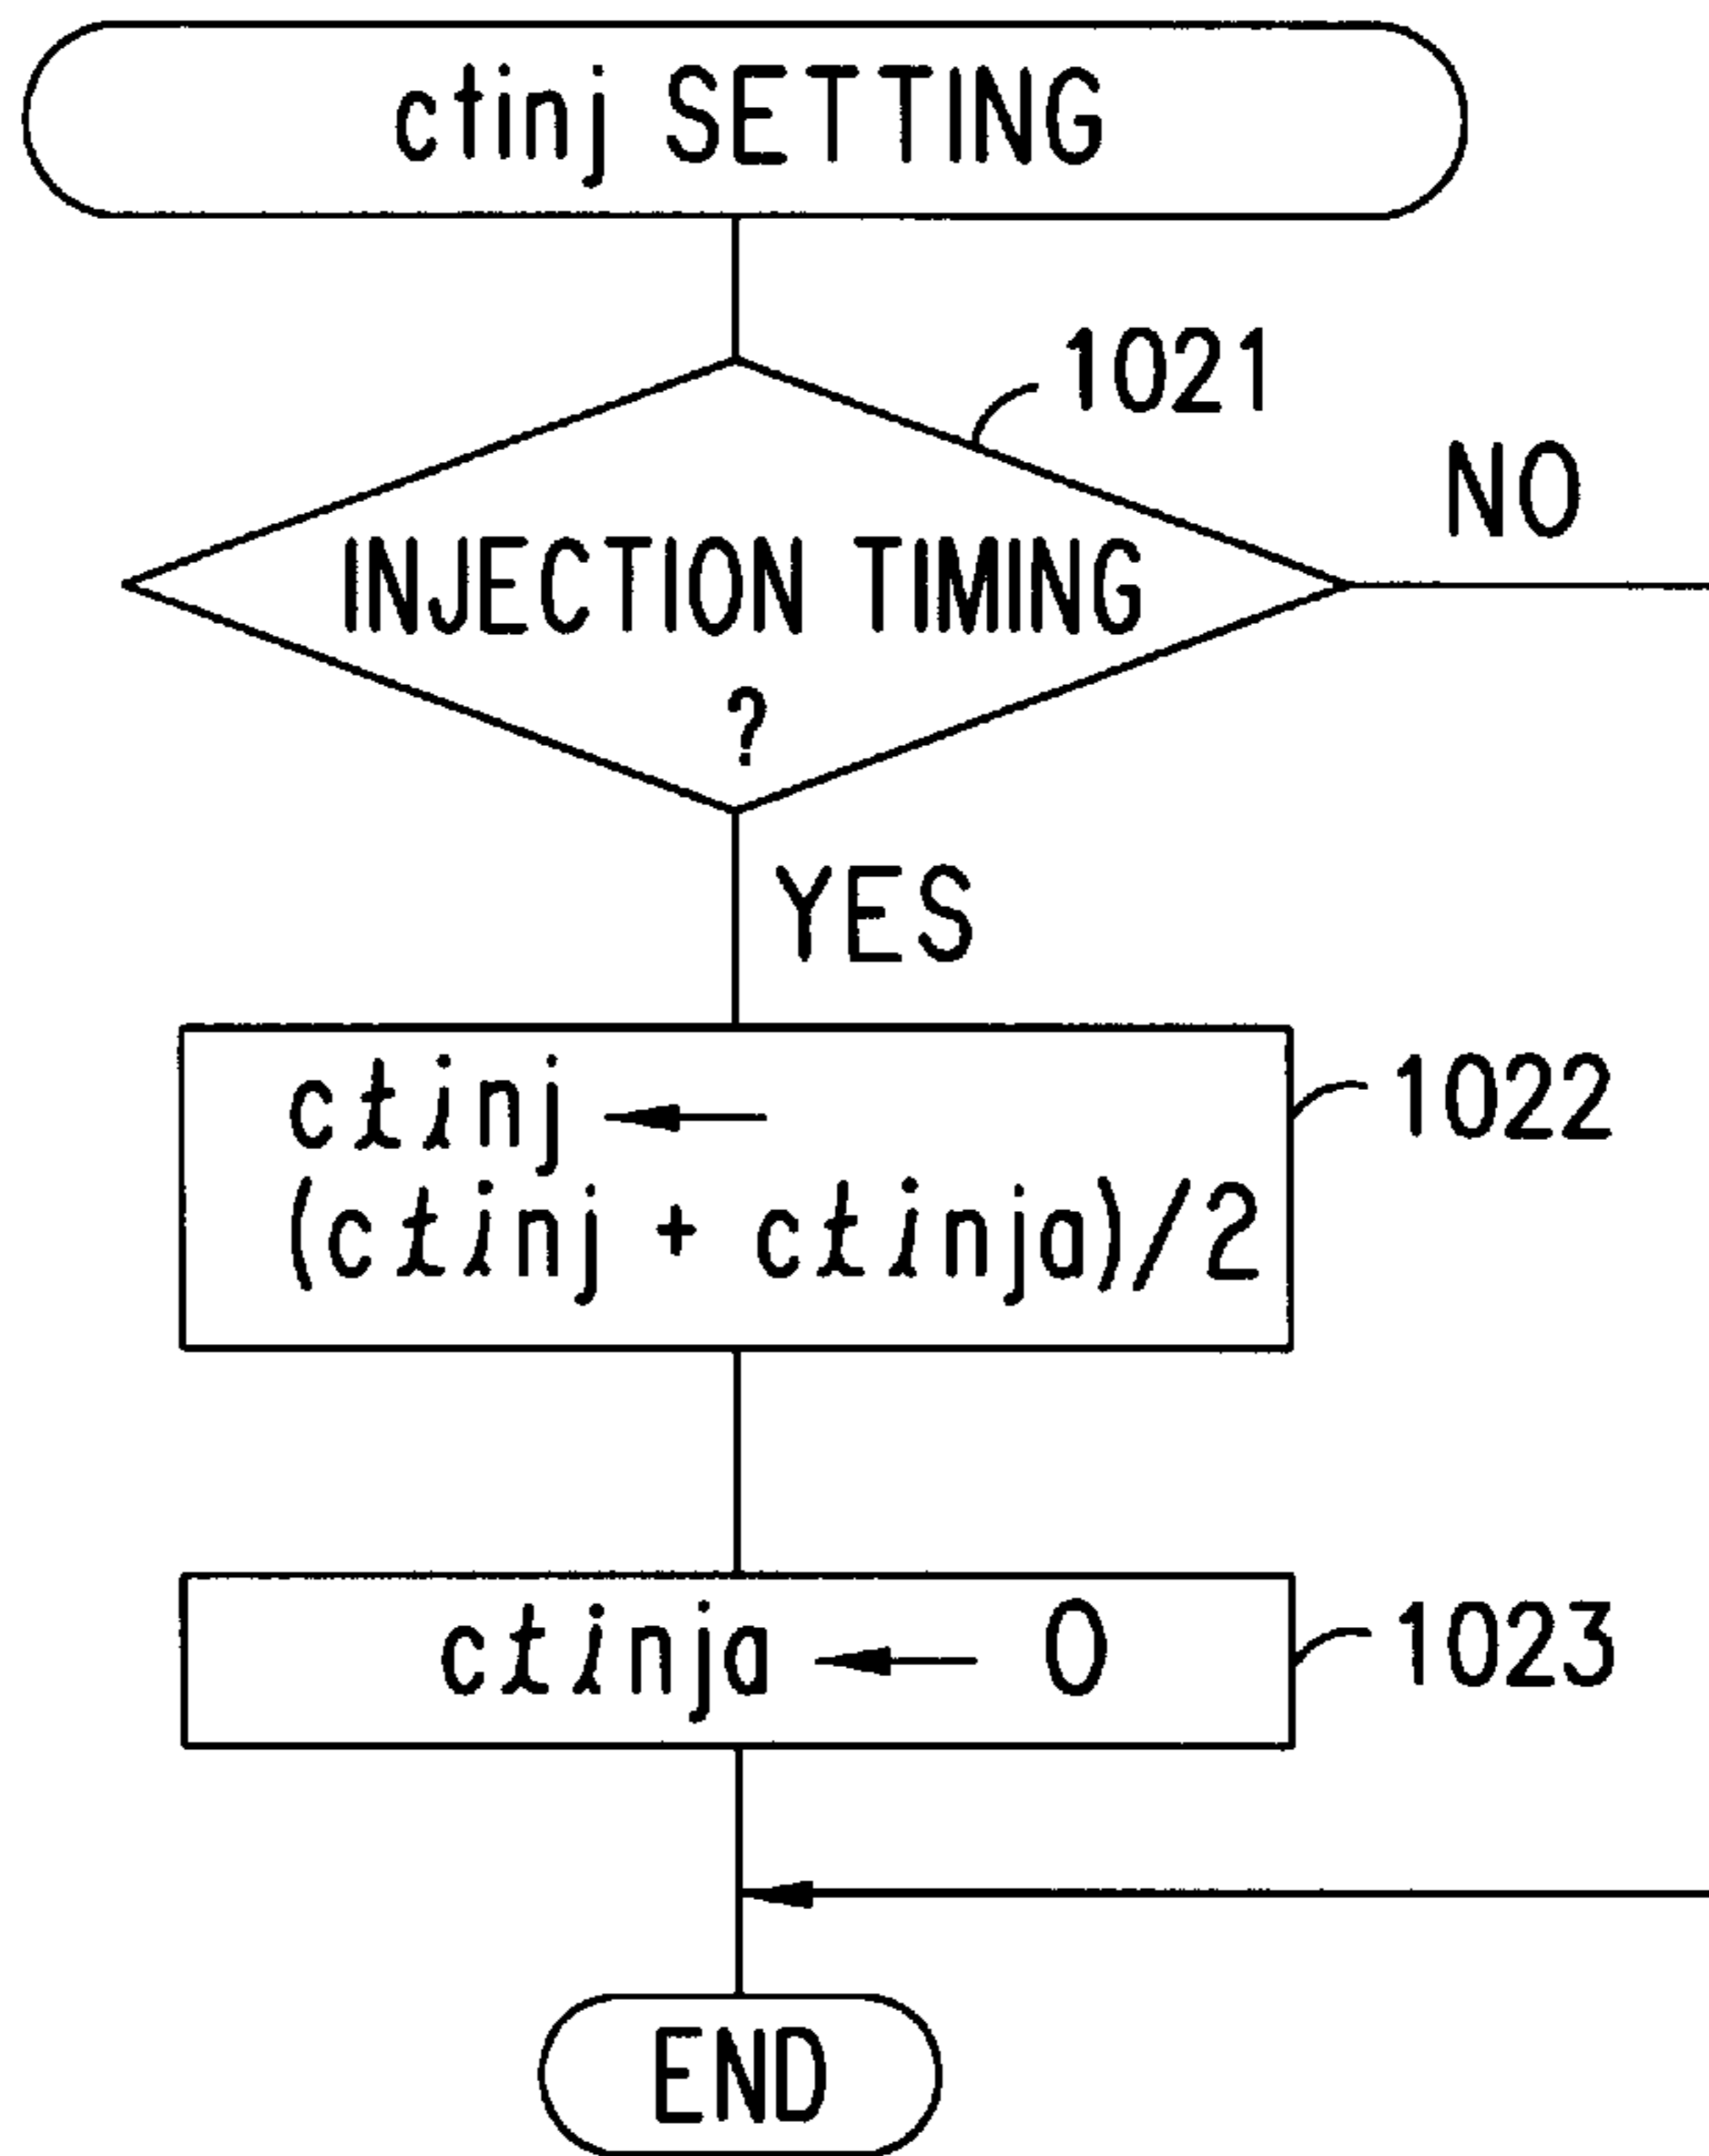 ctinj SETTING
1021
NO
INJECTION TIMING
?
YES
ctinj ←
1022
(ctinj + ctinja)/2
ctinja ← 0
1023
END